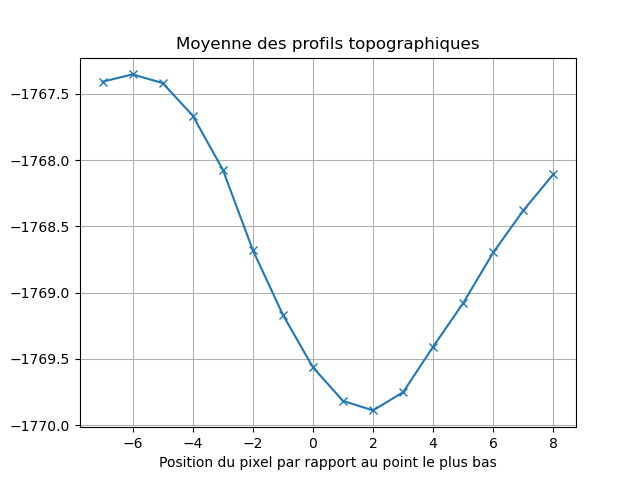 Moyenne des profils topographiques
−1767.5
−1768.0
−1768.5
−1769.0
−1769.5
−1770.0
−6 −4 −2 0 2 4 6 8
Position du pixel par rapport au point le plus bas